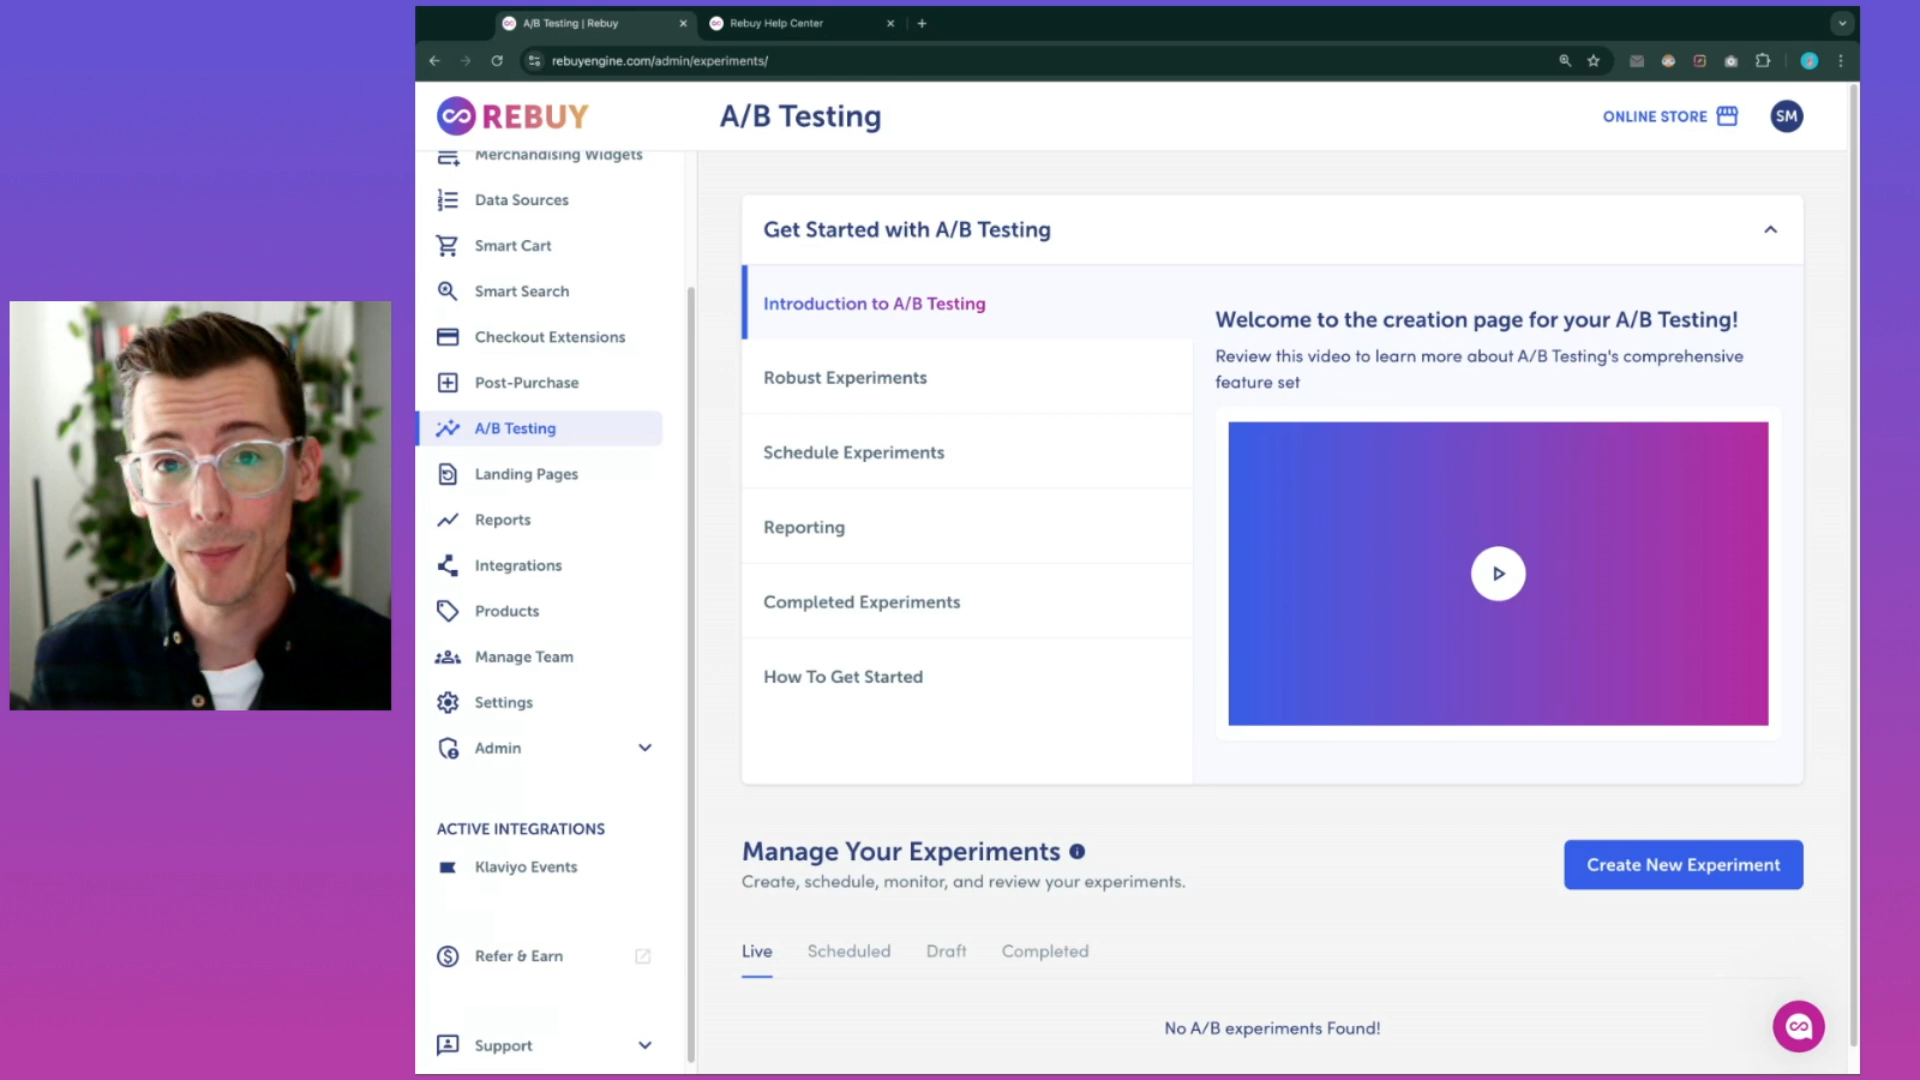 A/B Testing | Rebuy
Rebuy Help Center
rebuyengine.com/admin/experiments/
REBUY
A/B Testing
ONLINE STORE
SM
Merchandising Widgets
Data Sources
Smart Cart
Smart Search
Checkout Extensions
Post-Purchase
A/B Testing
Landing Pages
Reports
Integrations
Products
Manage Team
Settings
Admin
ACTIVE INTEGRATIONS
Klaviyo Events
Refer & Earn
Support
Get Started with A/B Testing
Introduction to A/B Testing
Robust Experiments
Schedule Experiments
Reporting
Completed Experiments
How To Get Started
Welcome to the creation page for your A/B Testing!
Review this video to learn more about A/B Testing's comprehensive
feature set
Manage Your Experiments
Create, schedule, monitor, and review your experiments.
Create New Experiment
Live
Scheduled
Draft
Completed
No A/B experiments Found!